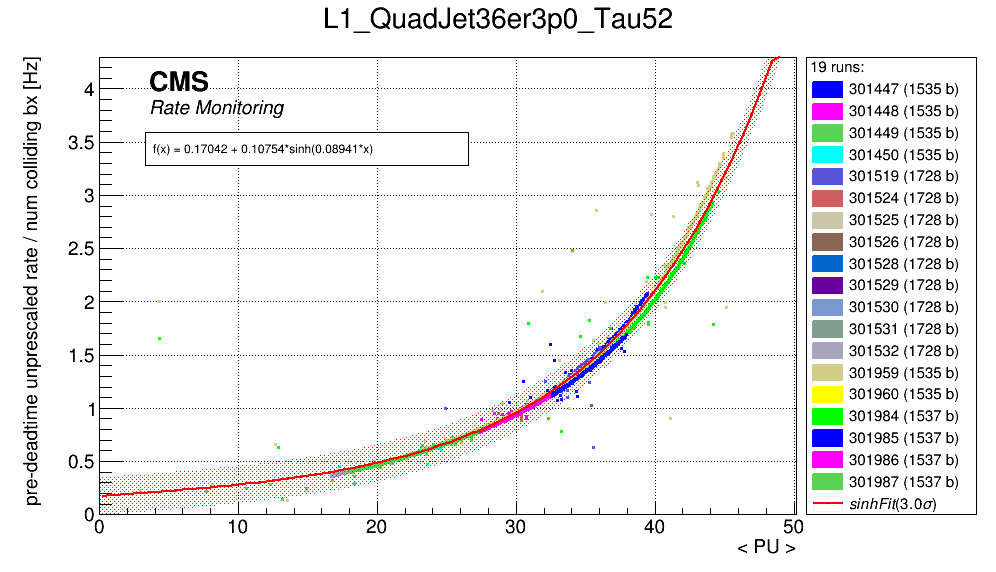 L1_QuadJet36er3p0_Tau52
pre-deadtime unprescaled rate / num colliding bx [Hz]
CMS
Rate Monitoring
f(x) = 0.17042 + 0.10754*sinh(0.08941*x)
4
3.5
3
2.5
2
1.5
1
0.5
0
0 10 20 30 40 50
< PU >
19 runs:
301447 (1535 b)
301448 (1535 b)
301449 (1535 b)
301450 (1535 b)
301519 (1728 b)
301524 (1728 b)
301525 (1728 b)
301526 (1728 b)
301528 (1728 b)
301529 (1728 b)
301530 (1728 b)
301531 (1728 b)
301532 (1728 b)
301959 (1535 b)
301960 (1535 b)
301984 (1537 b)
301985 (1537 b)
301986 (1537 b)
301987 (1537 b)
sinhFit(3.0σ)